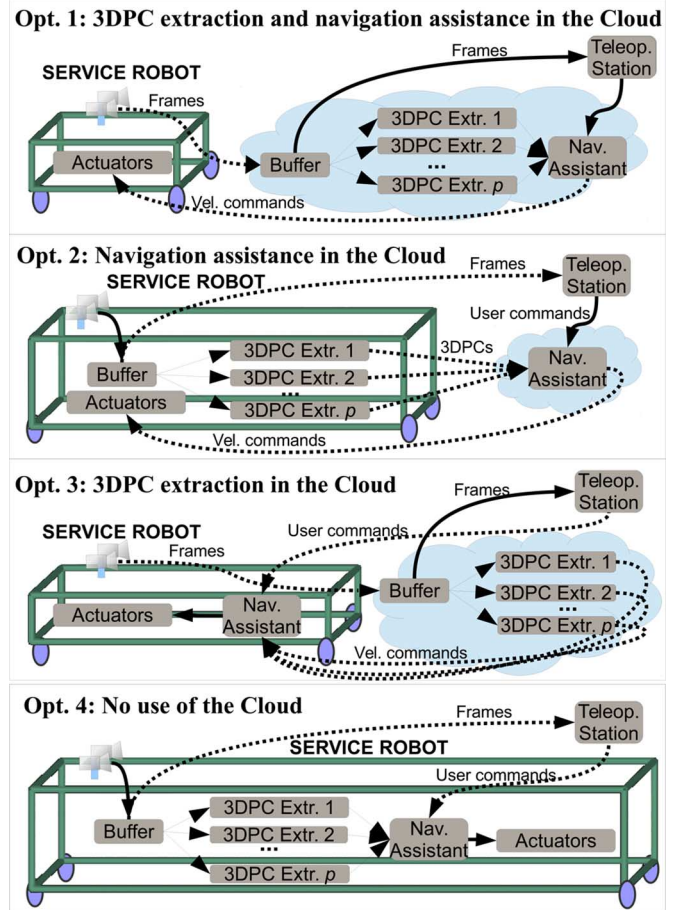 Opt. 1: 3DPC extraction and navigation assistance in the Cloud
Frames
Teleop.
Station
SERVICE ROBOT
Frames
3DPC Extr. 1
3DPC Extr. 2
...
3DPC Extr. p
Buffer
Nav.
Assistant
Actuators
Vel. commands
Opt. 2: Navigation assistance in the Cloud
SERVICE ROBOT
Frames
Teleop.
Station
User commands
3DPC Extr. 1
3DPCs
Buffer
3DPC Extr. 2
...
3DPC Extr. p
Nav.
Assistant
Actuators
Vel. commands
Opt. 3: 3DPC extraction in the Cloud
Frames
Teleop.
Station
SERVICE ROBOT
User commands
Frames
3DPC Extr. 1
Buffer
3DPC Extr. 2
...
3DPC Extr. p
Actuators
Nav.
Assistant
Vel. commands
Opt. 4: No use of the Cloud
Frames
Teleop.
Station
SERVICE ROBOT
User commands
3DPC Extr. 1
Buffer
3DPC Extr. 2
...
3DPC Extr. p
Nav.
Assistant
Actuators